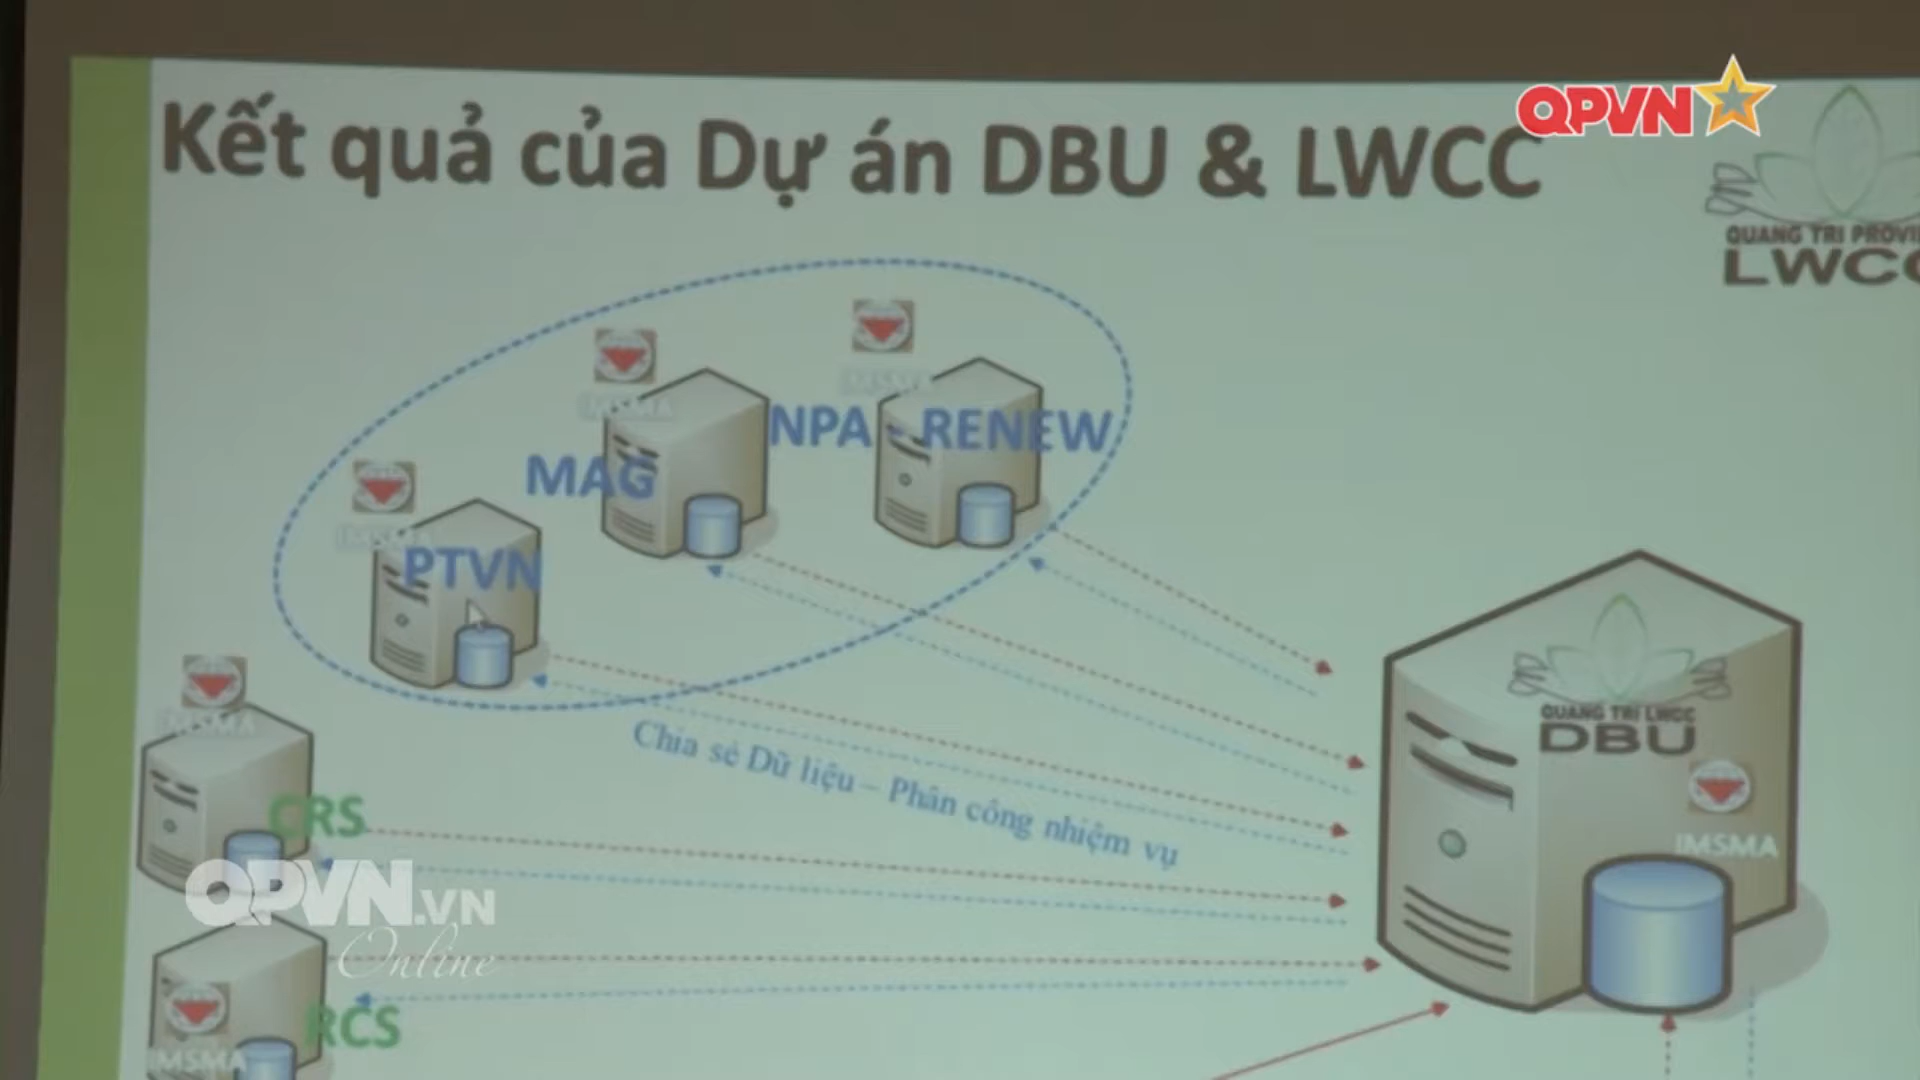 QPVN
Kết quả của Dự án DBU & LWCC
QUANG TRI
LWCC
IMSMA
NPA - RENEW
IMSMA
MAG
IMSMA
PTVN
QUANG TRI LWCC
DBU
IMSMA
IMSMA
CRS
Chia sẻ Dữ liệu – Phân công nhiệm vụ
QPVN.VN
Online
RCS
IMSMA